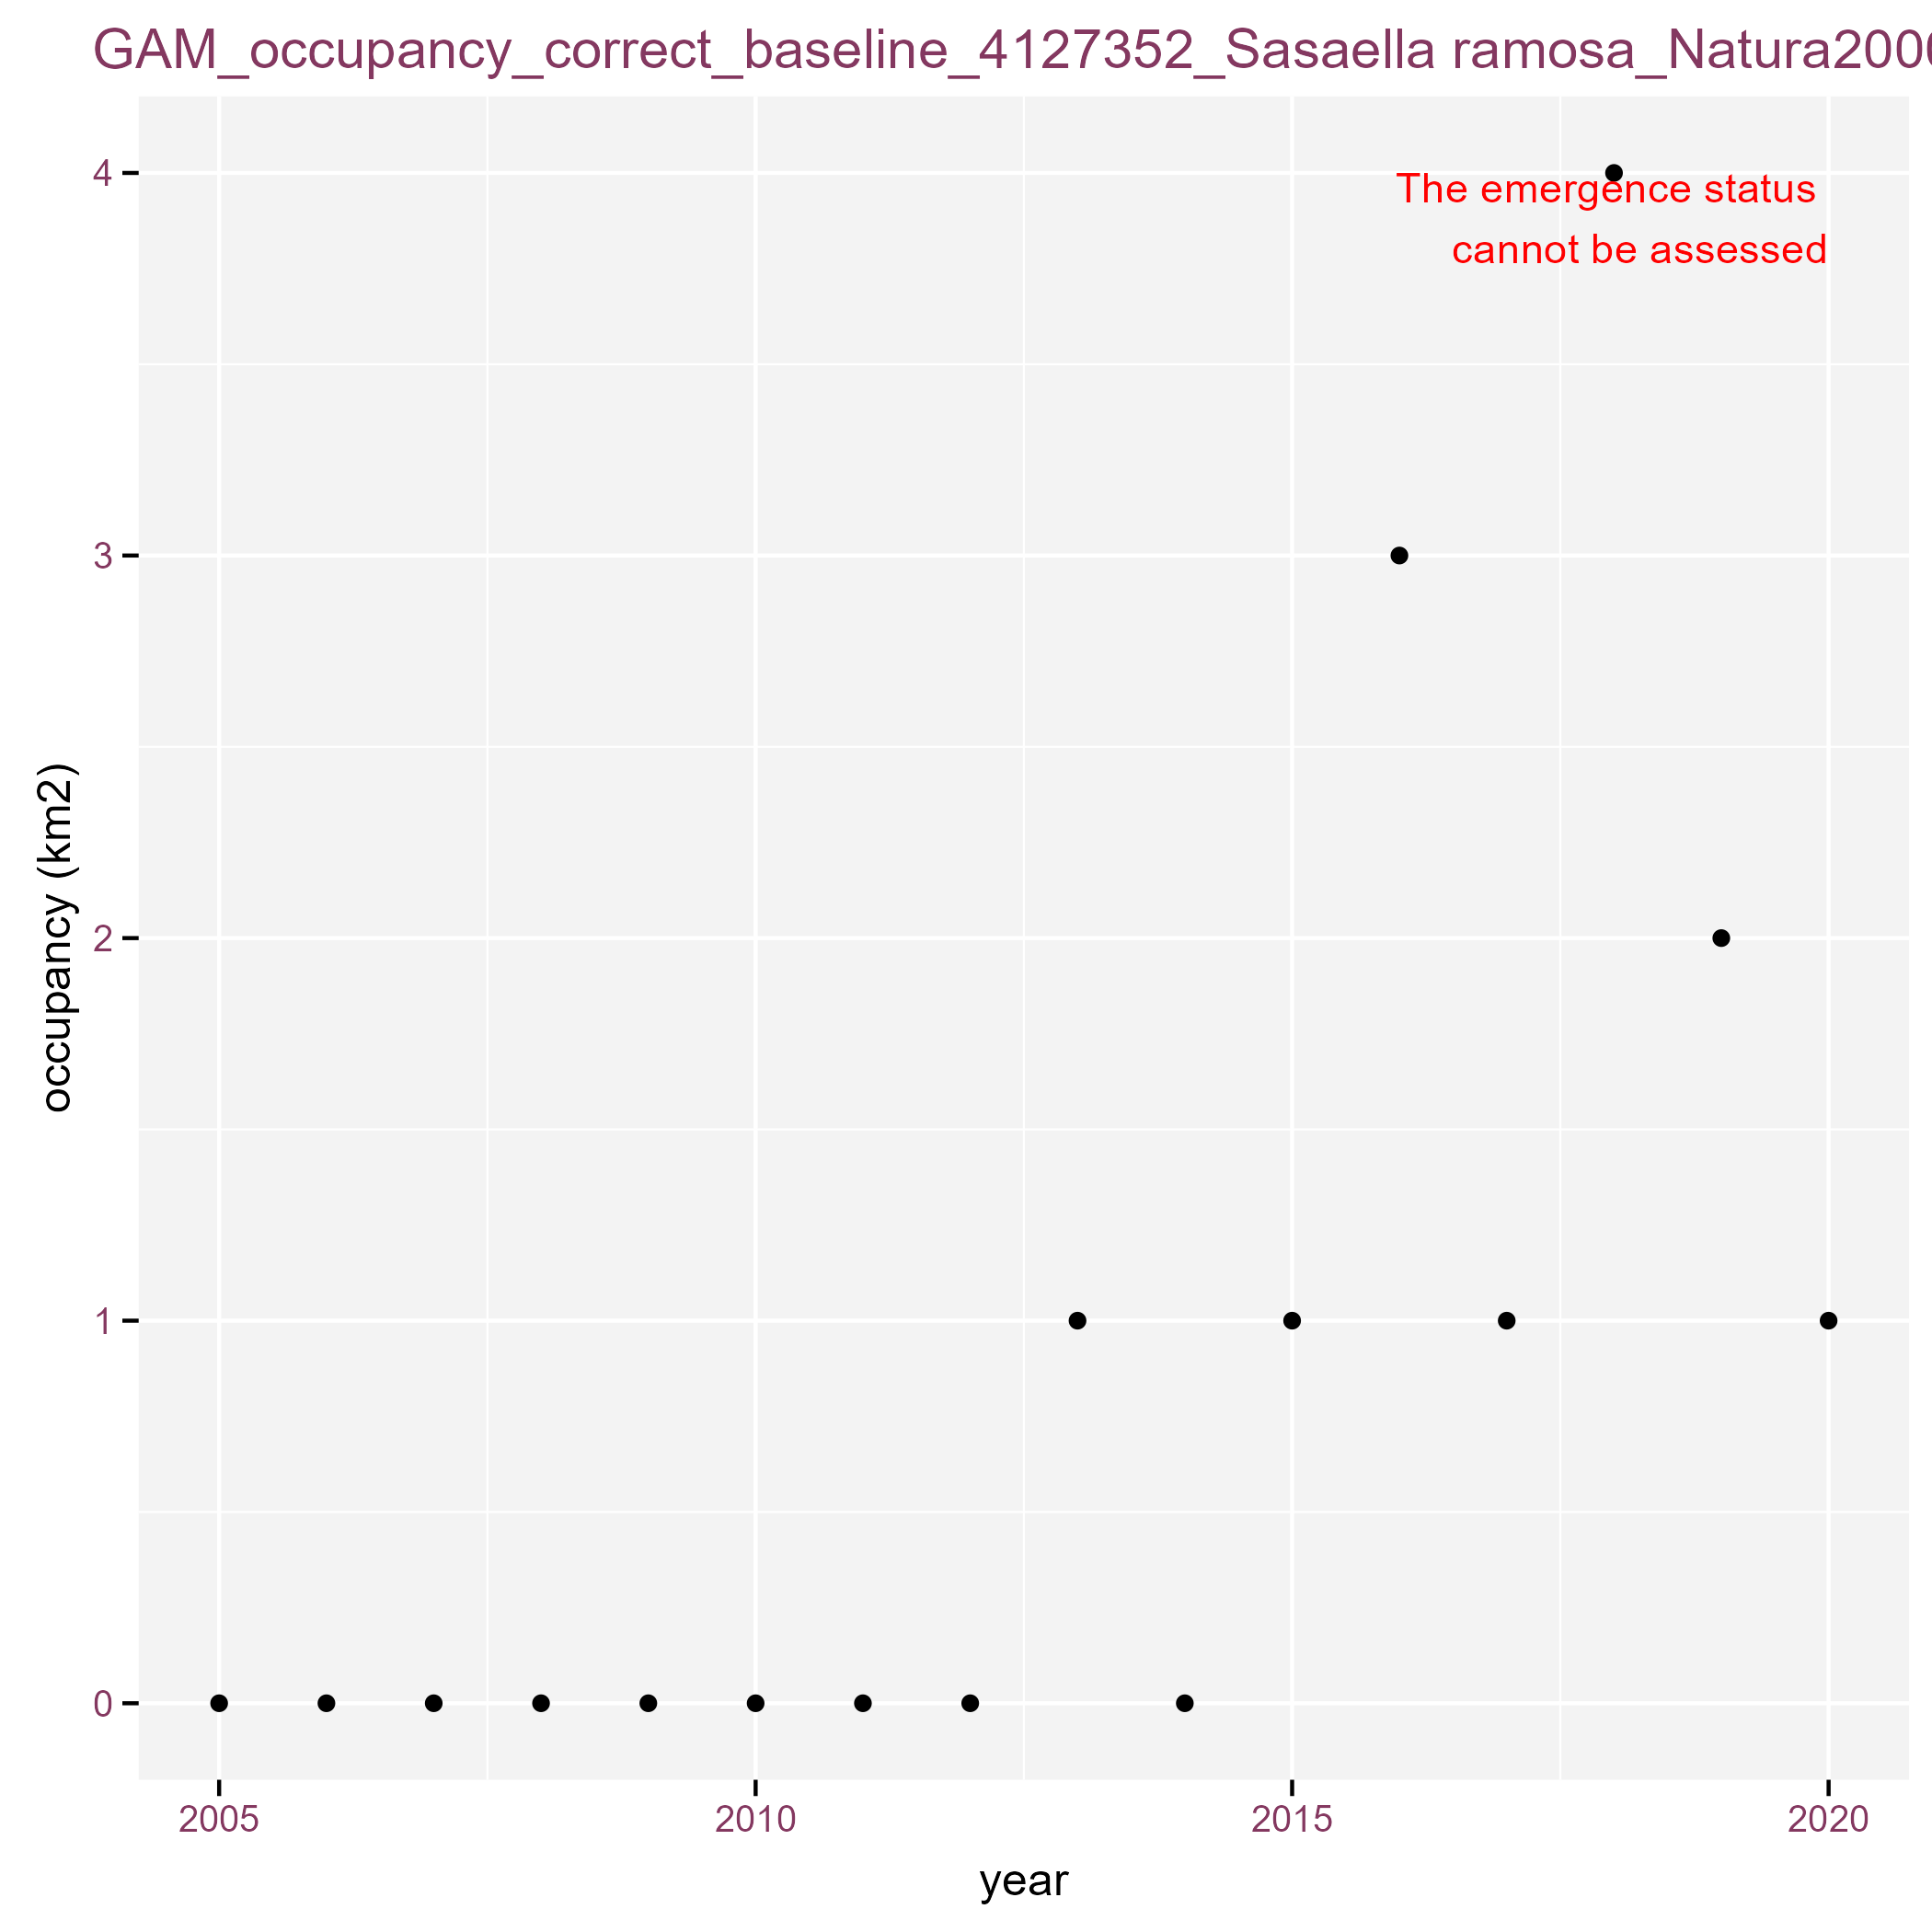 GAM_occupancy_correct_baseline_4127352_Sasaella ramosa_Natura200
4
The emergence status
cannot be assessed
3
occupancy (km2)
2
1
0
2005 2010 2015 2020
year